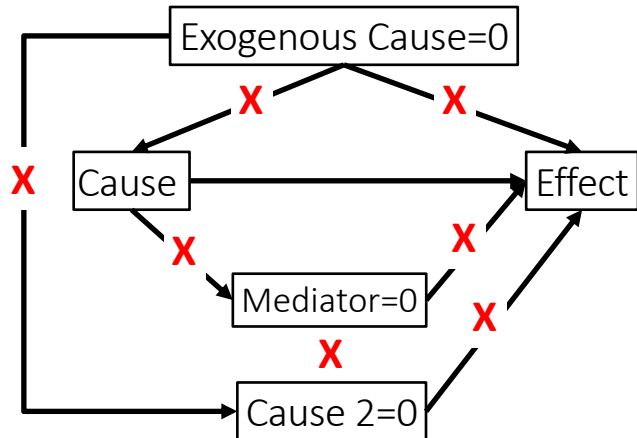 Exogenous Cause=0
X
X
X
Cause
Effect
X
X
Mediator=0
X
X
Cause 2=0